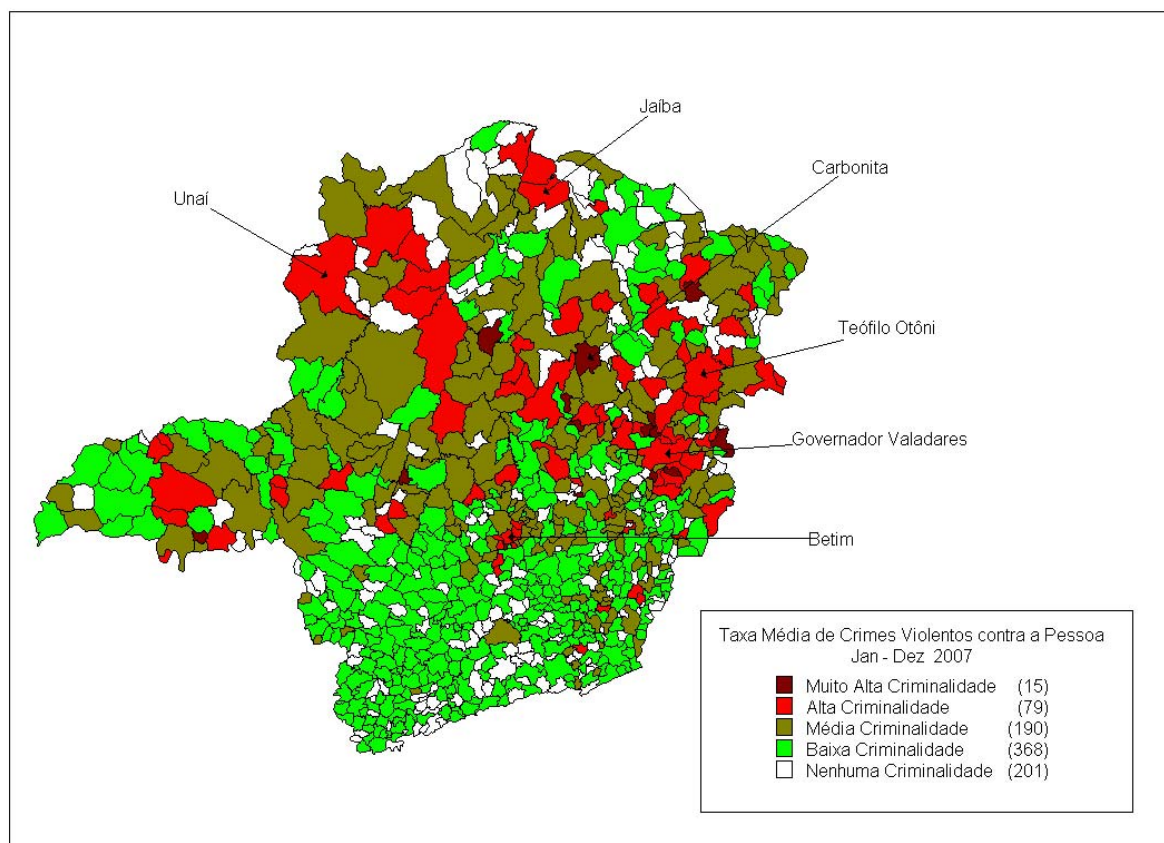 Jaíba
Carbonita
Unaí
Teófilo Otôni
Governador Valadares
Betim
Taxa Média de Crimes Violentos contra a Pessoa
Jan - Dez 2007
Muito Alta Criminalidade (15)
Alta Criminalidade (79)
Média Criminalidade (190)
Baixa Criminalidade (368)
Nenhuma Criminalidade (201)